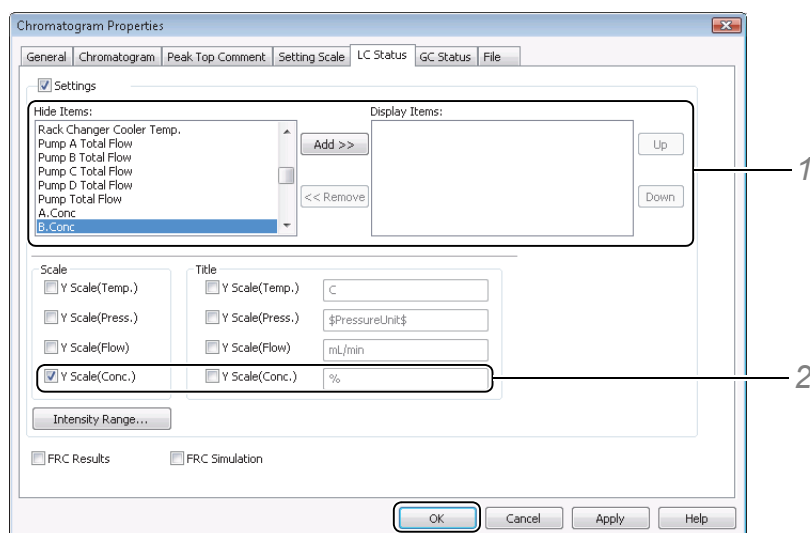 Chromatogram Properties
General Chromatogram Peak Top Comment Setting Scale LC Status GC Status File
Settings
Hide Items: Display Items:
Rack Changer Cooler Temp.
Pump A Total Flow
Pump B Total Flow
Pump C Total Flow
Pump D Total Flow
Pump Total Flow
A.Conc
B.Conc
Add >>
<< Remove
Up
Down
1
Scale Title
Y Scale(Temp.) Y Scale(Temp.) C
Y Scale(Press.) Y Scale(Press.) $PressureUnit$
Y Scale(Flow) Y Scale(Flow) mL/min
Y Scale(Conc.) Y Scale(Conc.) % 2
Intensity Range...
FRC Results FRC Simulation
OK Cancel Apply Help